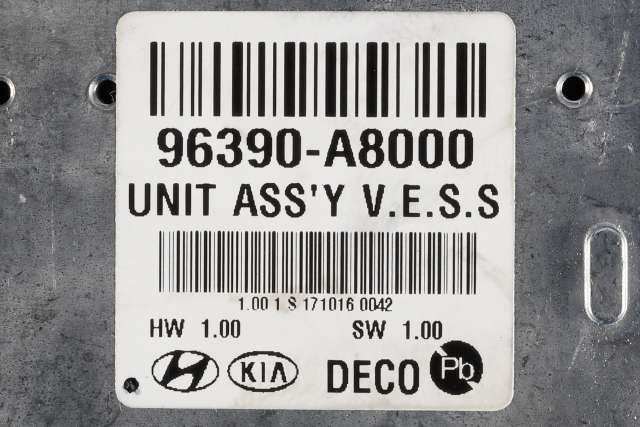 96390-A8000
UNIT ASS'Y V.E.S.S
1.00 1 S 171016 0042
HW 1.00 SW 1.00
KIA DECO Pb